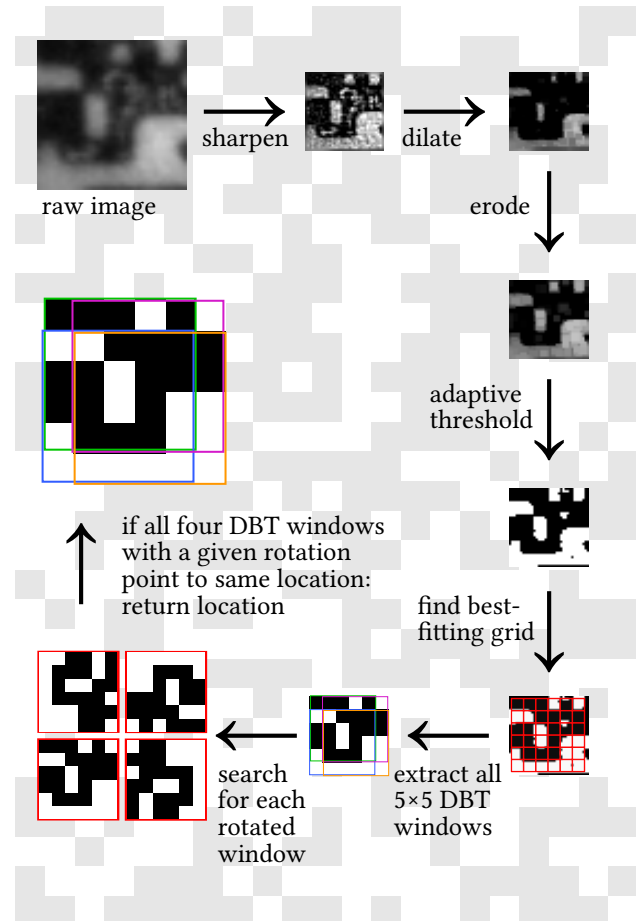 sharpen
dilate
raw image
erode
adaptive
threshold
find best-
fitting grid
extract all
5×5 DBT
windows
search
for each
rotated
window
if all four DBT windows
with a given rotation
point to same location:
return location